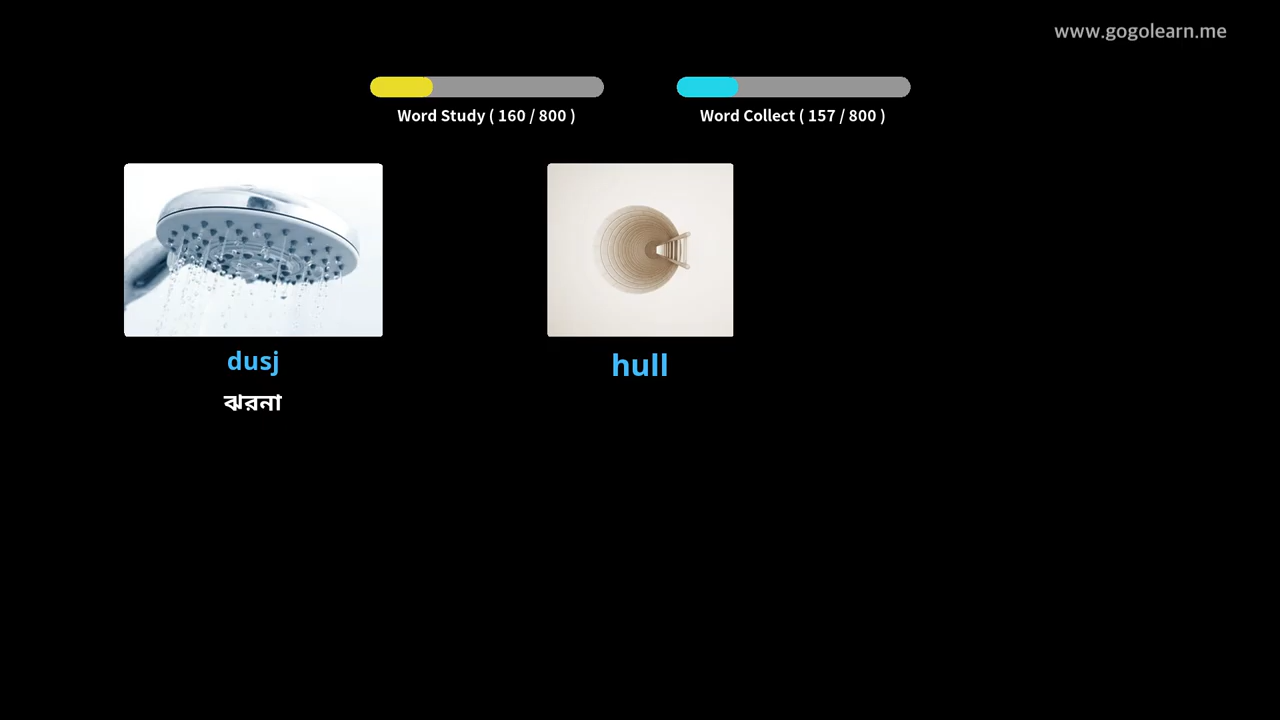 www.gogolearn.me
Word Study ( 160 / 800 )
Word Collect ( 157 / 800 )
dusj
ঝরনা
hull